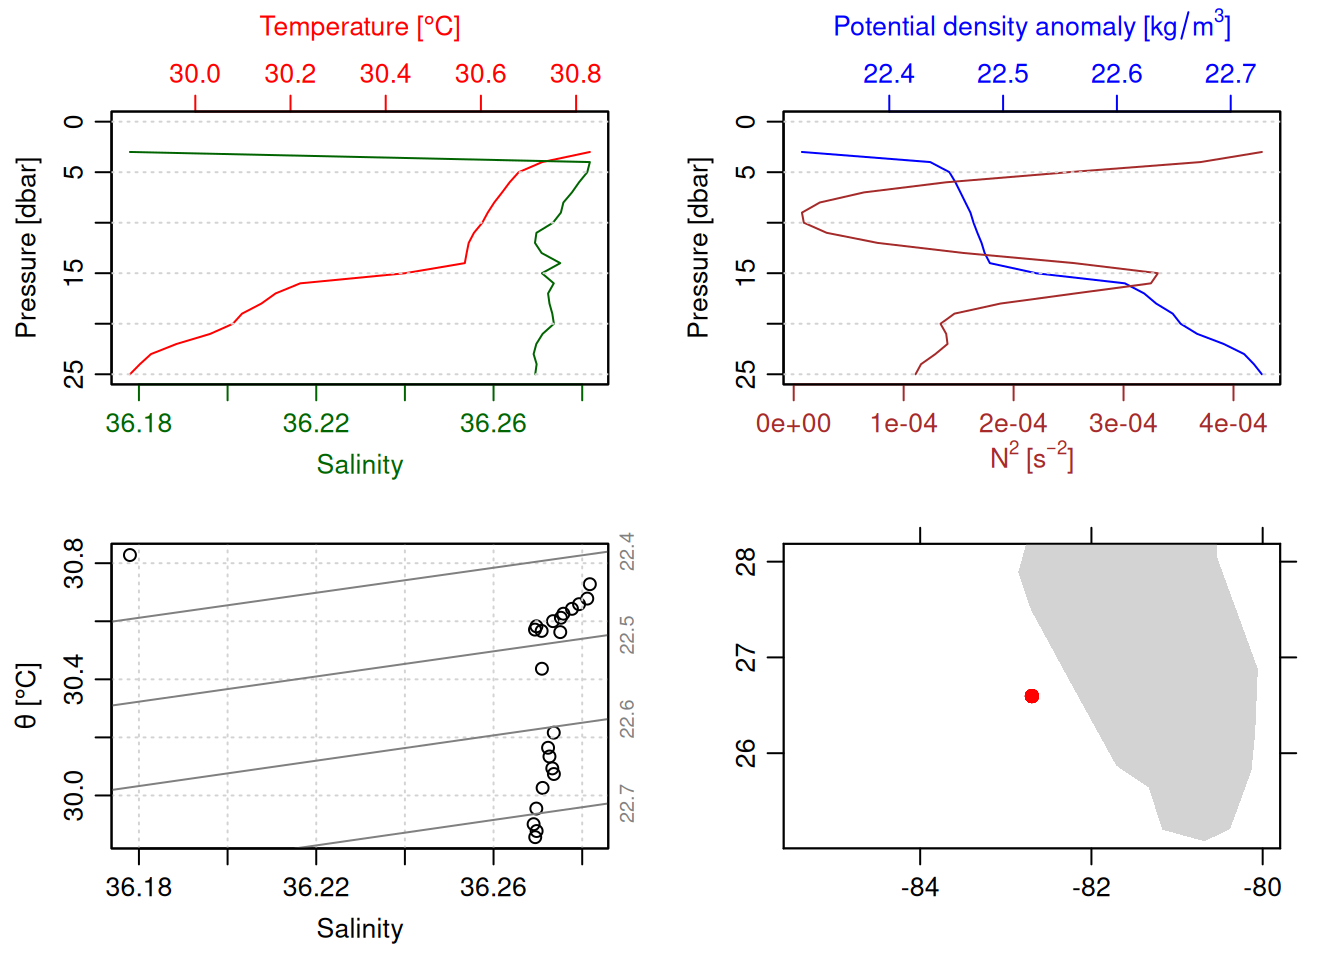 Temperature [°C]
30.0 30.2 30.4 30.6 30.8
Pressure [dbar]
0
5
15
25
36.18 36.22 36.26
Salinity
Potential density anomaly [kg/m³]
22.4 22.5 22.6 22.7
Pressure [dbar]
0
5
15
25
0e+00 1e-04 2e-04 3e-04 4e-04
N² [s⁻²]
θ [°C]
30.8
30.4
30.0
22.4
22.5
22.6
22.7
36.18 36.22 36.26
Salinity
28
27
26
-84 -82 -80